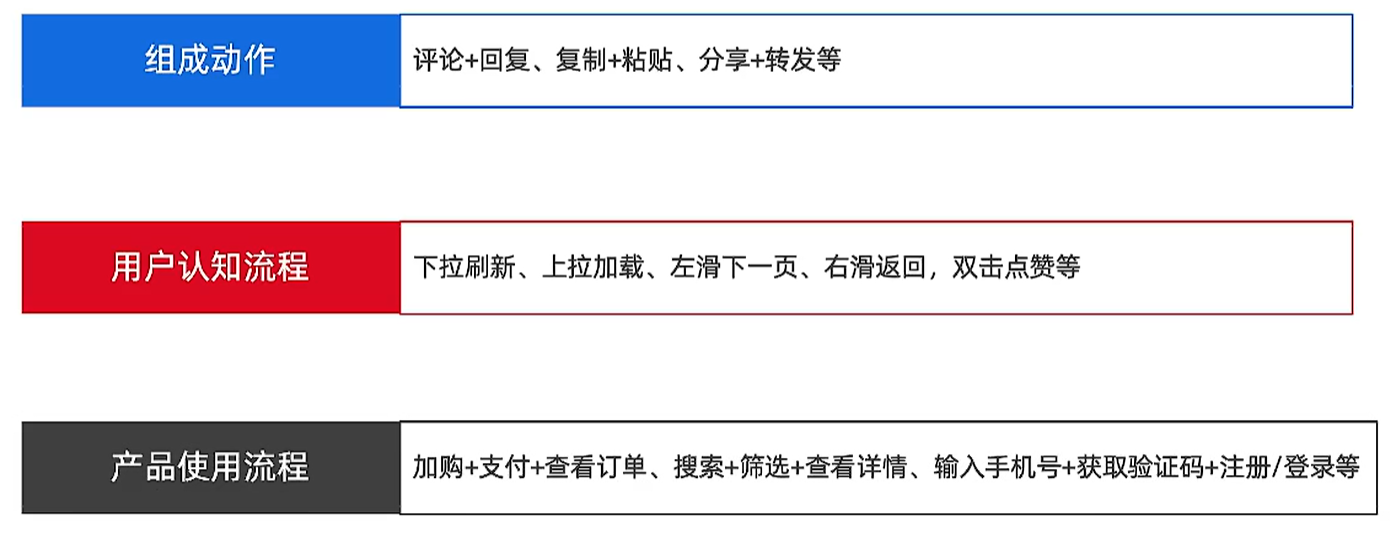 组成动作
评论+回复、复制+粘贴、分享+转发等
用户认知流程
下拉刷新、上拉加载、左滑下一页、右滑返回，双击点赞等
产品使用流程
加购+支付+查看订单、搜索+筛选+查看详情、输入手机号+获取验证码+注册/登录等